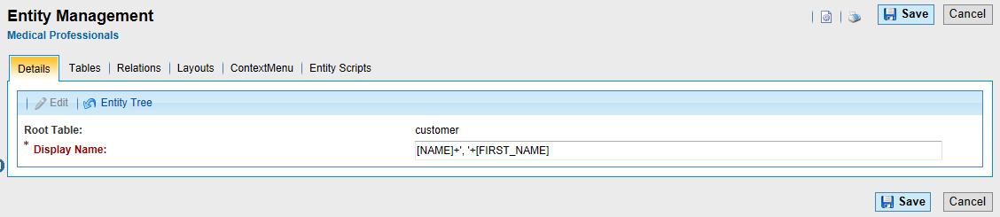 Entity Management
Save Cancel
Medical Professionals
Details Tables Relations Layouts ContextMenu Entity Scripts
Edit Entity Tree
Root Table: customer
* Display Name: [NAME]+', '+[FIRST_NAME]
Save Cancel